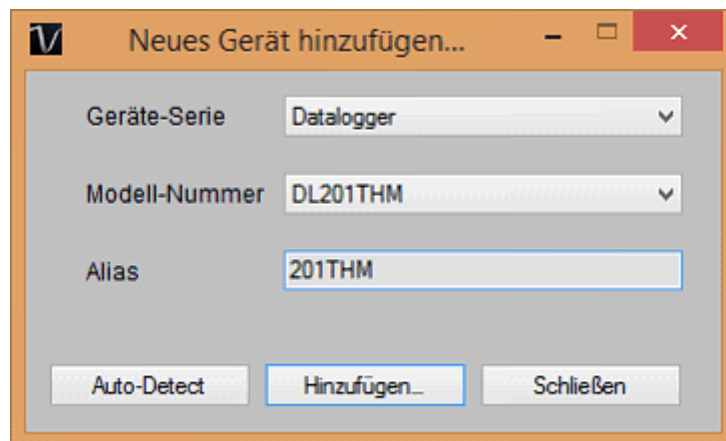 Neues Gerät hinzufügen...
Geräte-Serie Datalogger
Modell-Nummer DL201THM
Alias 201THM
Auto-Detect Hinzufügen... Schließen